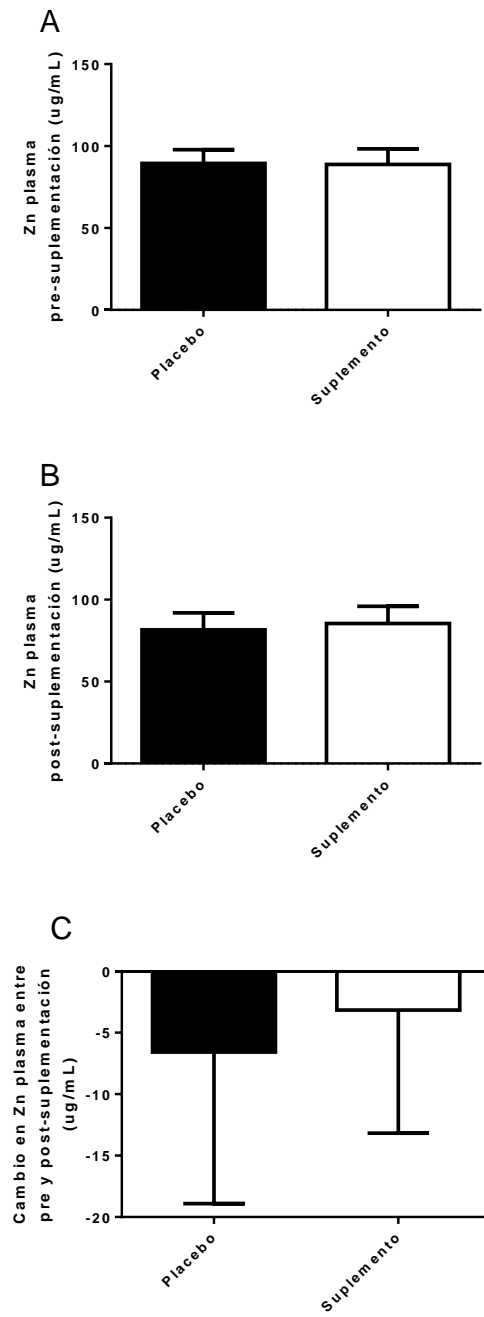 A
Zn plasma
pre-suplementación (ug/mL)
150
100
50
0
Placebo
Suplemento
B
Zn plasma
post-suplementación (ug/mL)
150
100
50
0
Placebo
Suplemento
C
Cambio en Zn plasma entre
pre y post-suplementación
(ug/mL)
0
-5
-10
-15
-20
Placebo
Suplemento